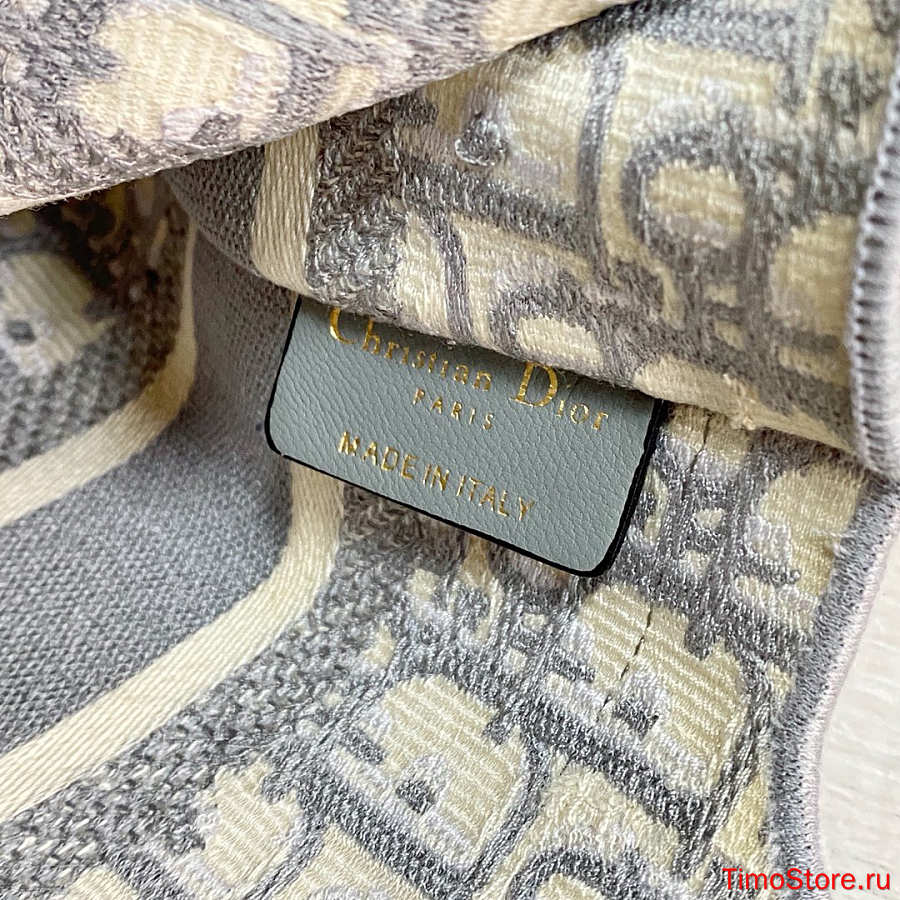 Christian Dior
PARIS
MADE IN ITALY
TimoStore.ru